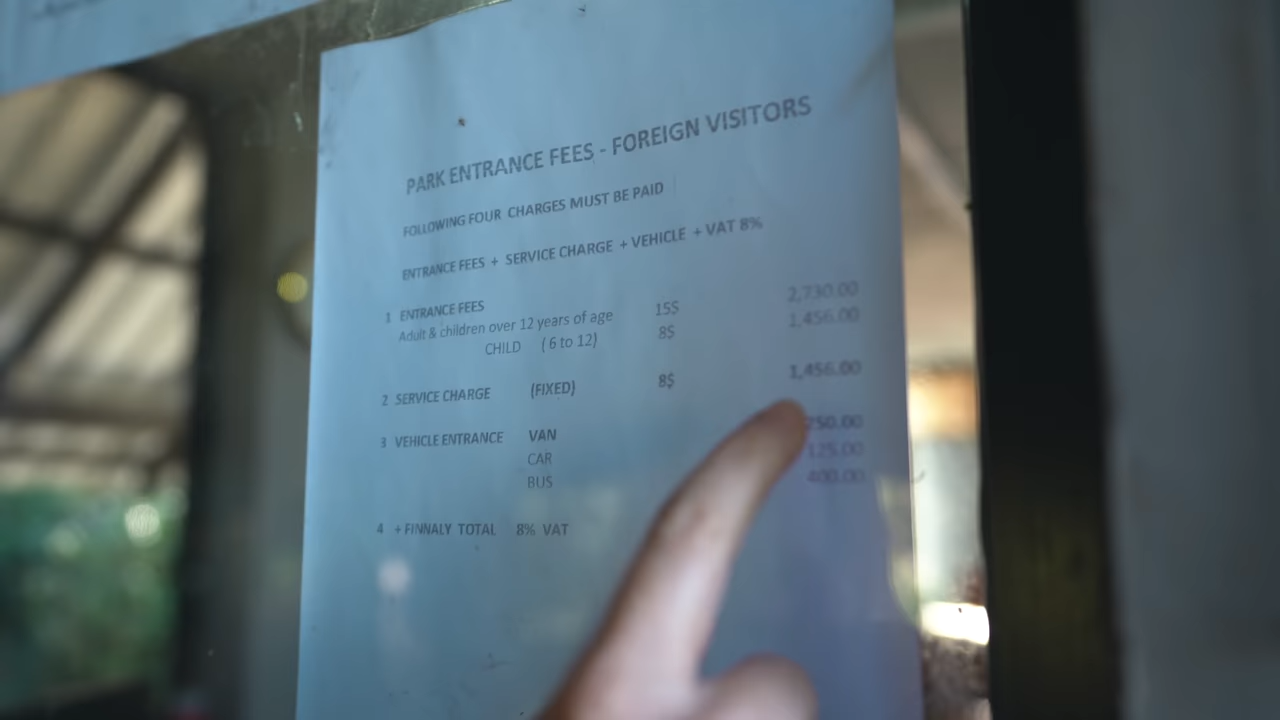 PARK ENTRANCE FEES - FOREIGN VISITORS
FOLLOWING FOUR CHARGES MUST BE PAID
ENTRANCE FEES + SERVICE CHARGE + VEHICLE + VAT 8%
1 ENTRANCE FEES
Adult & children over 12 years of age 15$ 2,730.00
CHILD ( 6 to 12) 8$ 1,456.00
2 SERVICE CHARGE (FIXED) 8$ 1,456.00
3 VEHICLE ENTRANCE VAN 250.00
CAR 125.00
BUS 400.00
4 + FINNALY TOTAL 8% VAT